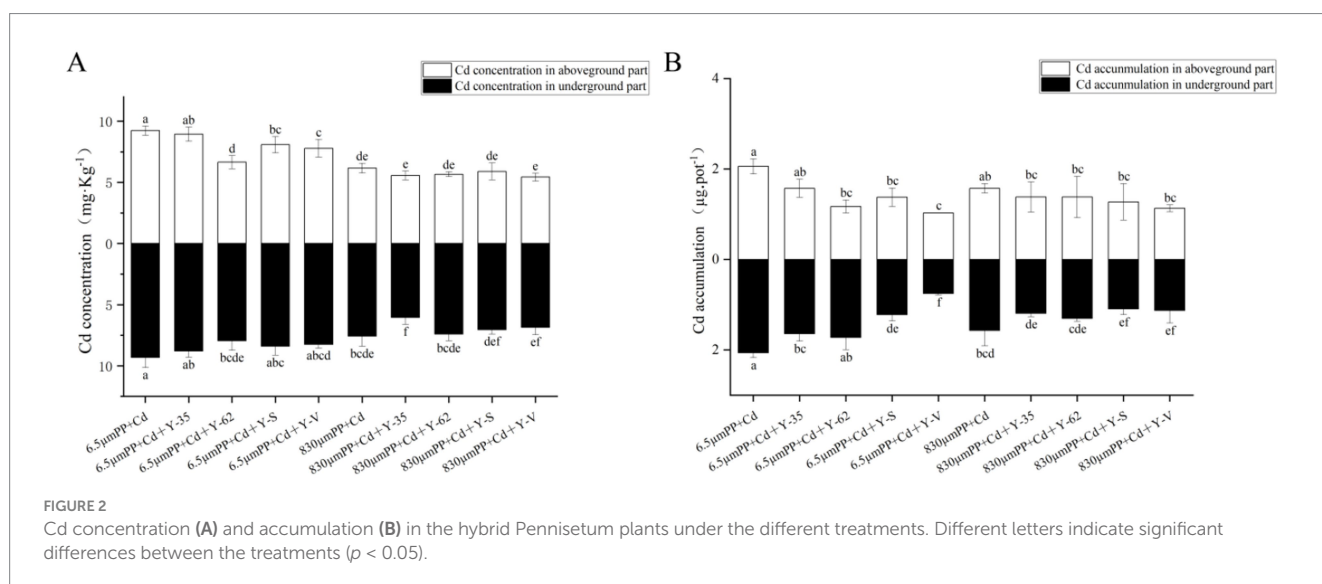 A
Cd concentration in aboveground part
Cd concentration in underground part
Cd concentration (mg·Kg⁻¹)
10
5
0
5
10
a
ab
d
bc
c
de
e
de
de
e
a
ab
bcde
abc
abcd
bcde
f
bcde
def
ef
6.5μmPP+Cd
6.5μmPP+Cd+Y-35
6.5μmPP+Cd+Y-62
6.5μmPP+Cd+Y-S
6.5μmPP+Cd+Y-V
830μmPP+Cd
830μmPP+Cd+Y-35
830μmPP+Cd+Y-62
830μmPP+Cd+Y-S
830μmPP+Cd+Y-V
B
Cd accunmulation in aboveground part
Cd accunmulation in underground part
Cd accumulation (μg.pot⁻¹)
4
2
0
2
a
ab
bc
bc
c
ab
bc
bc
bc
bc
a
bc
ab
de
f
bcd
de
cde
ef
ef
6.5μmPP+Cd
6.5μmPP+Cd+Y-35
6.5μmPP+Cd+Y-62
6.5μmPP+Cd+Y-S
6.5μmPP+Cd+Y-V
830μmPP+Cd
830μmPP+Cd+Y-35
830μmPP+Cd+Y-62
830μmPP+Cd+Y-S
830μmPP+Cd+Y-V
FIGURE 2
Cd concentration (A) and accumulation (B) in the hybrid Pennisetum plants under the different treatments. Different letters indicate significant
differences between the treatments (p < 0.05).